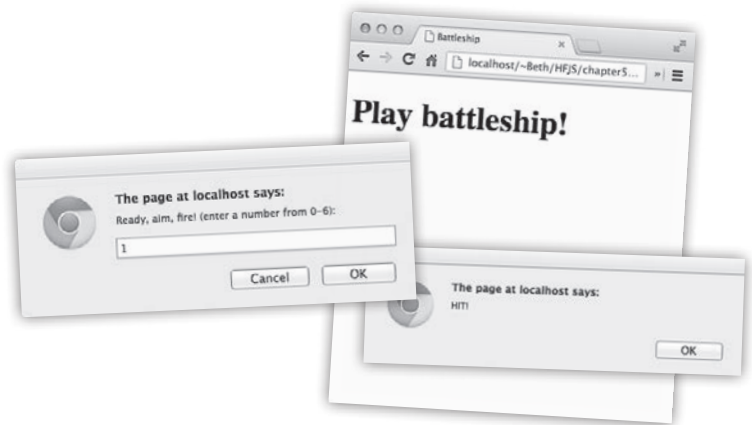 Battleship
localhost/~Beth/HFJS/chapter5...
Play battleship!
The page at localhost says:
Ready, aim, fire! (enter a number from 0-6):
1
Cancel OK
The page at localhost says:
HIT!
OK